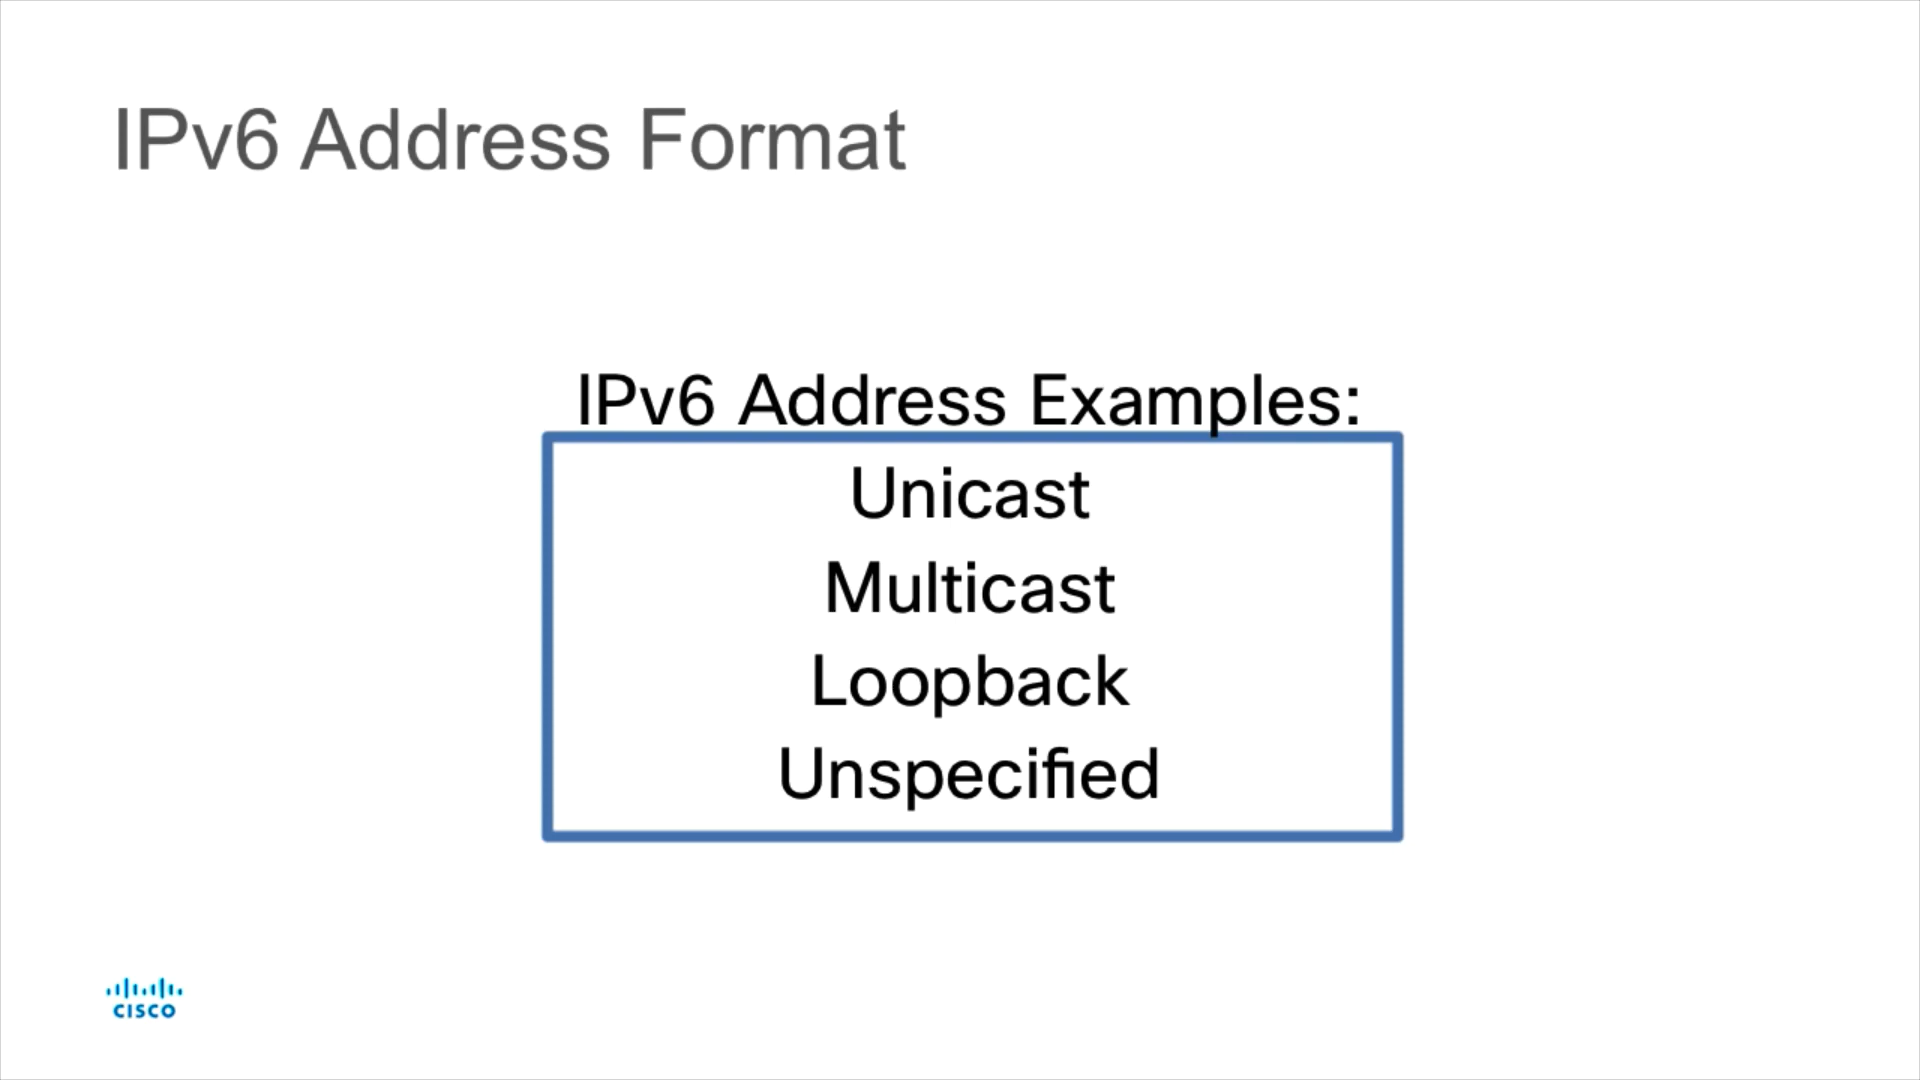 IPv6 Address Format
IPv6 Address Examples:
Unicast
Multicast
Loopback
Unspecified
CISCO